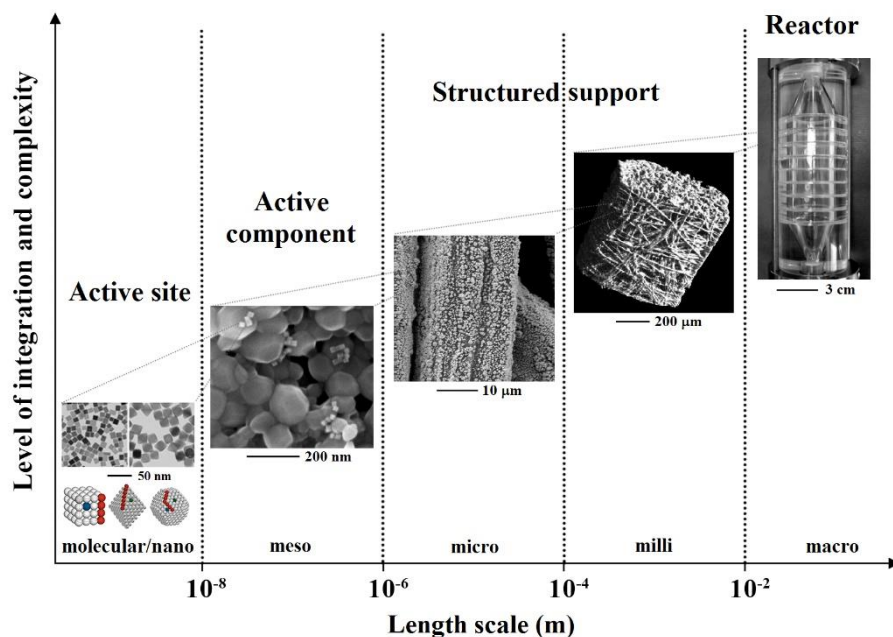 Reactor
Structured support
Active
component
Active site
3 cm
200 μm
10 μm
200 nm
50 nm
molecular/nano
meso
micro
milli
macro
10-8
10-6
10-4
10-2
Length scale (m)
Level of integration and complexity